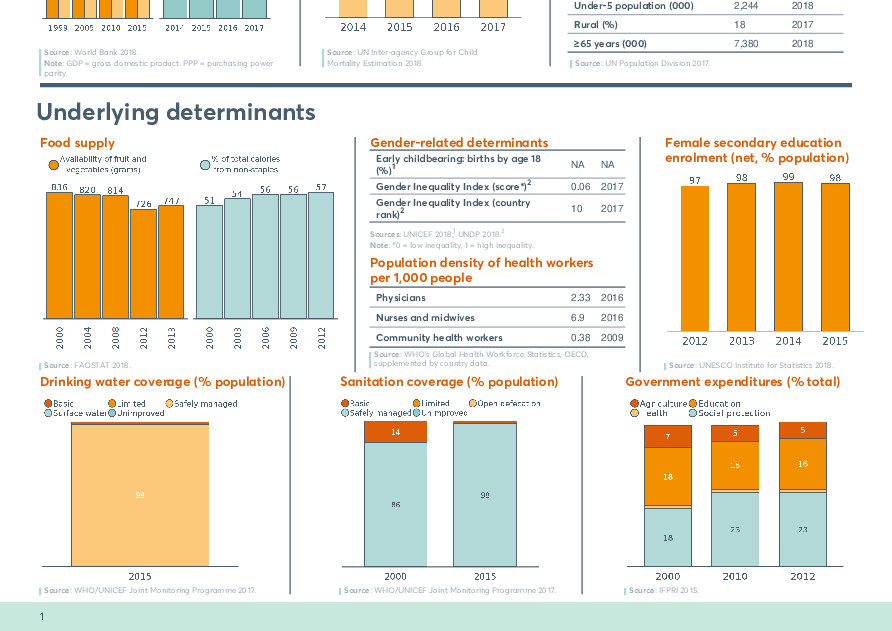 1999 2005 2010 2015
2014 2015 2016 2017
Source: World Bank 2018.
Note: GDP = gross domestic product. PPP = purchasing power
parity.
2014 2015 2016 2017
Source: UN Inter-agency Group for Child
Mortality Estimation 2018.
Under-5 population (000) 2,244 2018
Rural (%) 18 2017
≥65 years (000) 7,380 2018
Source: UN Population Division 2017.
Underlying determinants
Food supply
Availability of fruit and
vegetables (grams)
% of total calories
from non-staples
836 820 814 726 747
2000 2004 2008 2012 2013
51 54 56 56 57
2000 2003 2006 2009 2012
Source: FAOSTAT 2018.
Gender-related determinants
Early childbearing: births by age 18
(%)¹ NA NA
Gender Inequality Index (score*)² 0.06 2017
Gender Inequality Index (country
rank)² 10 2017
Sources: UNICEF 2018,¹ UNDP 2018.²
Note: *0 = low inequality, 1 = high inequality.
Population density of health workers
per 1,000 people
Physicians 2.33 2016
Nurses and midwives 6.9 2016
Community health workers 0.38 2009
Source: WHO's Global Health Workforce Statistics, OECD,
supplemented by country data.
Female secondary education
enrolment (net, % population)
97 98 99 98
2012 2013 2014 2015
Source: UNESCO Institute for Statistics 2018.
Drinking water coverage (% population)
Basic Limited Safely managed
Surface water Unimproved
2015
Source: WHO/UNICEF Joint Monitoring Programme 2017.
Sanitation coverage (% population)
Basic Limited Open defecation
Safely managed Unimproved
14
86 98
2000 2015
Source: WHO/UNICEF Joint Monitoring Programme 2017.
Government expenditures (% total)
Agriculture Education
Health Social protection
7 5 5
18 15 16
18 23 23
2000 2010 2012
Source: IFPRI 2015.
1